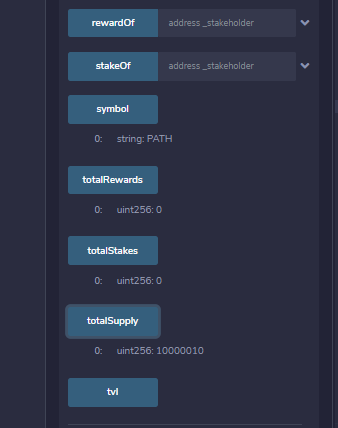 rewardOf address _stakeholder
stakeOf address _stakeholder
symbol
0: string: PATH
totalRewards
0: uint256: 0
totalStakes
0: uint256: 0
totalSupply
0: uint256: 10000010
tvl